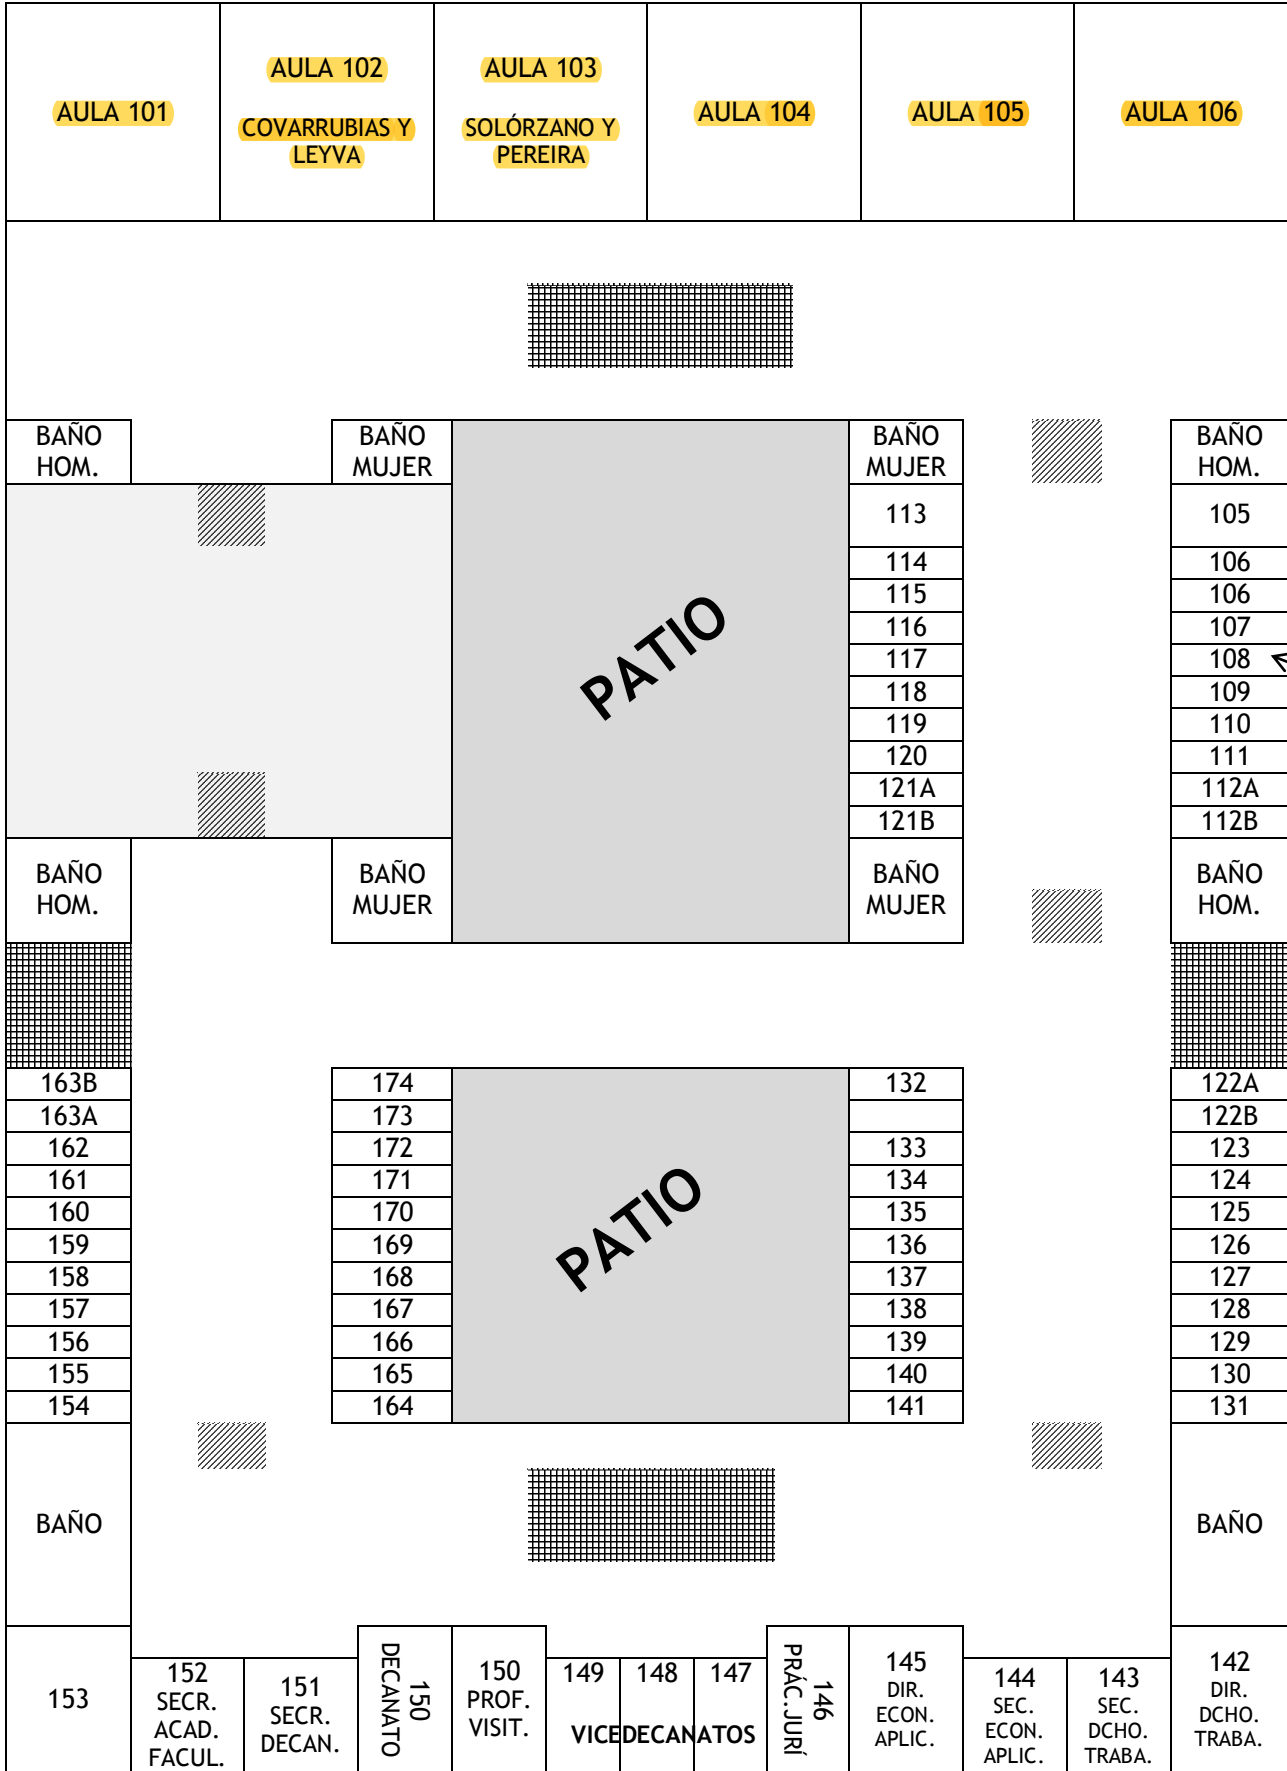 AULA 101
AULA 102
COVARRUBIAS Y
LEYVA
AULA 103
SOLÓRZANO Y
PEREIRA
AULA 104
AULA 105
AULA 106
BAÑO
HOM.
BAÑO
MUJER
BAÑO
MUJER
BAÑO
HOM.
PATIO
113
114
115
116
117
118
119
120
121A
121B
105
106
106
107
108
109
110
111
112A
112B
BAÑO
HOM.
BAÑO
MUJER
BAÑO
MUJER
BAÑO
HOM.
163B
163A
162
161
160
159
158
157
156
155
154
174
173
172
171
170
169
168
167
166
165
164
PATIO
132
133
134
135
136
137
138
139
140
141
122A
122B
123
124
125
126
127
128
129
130
131
BAÑO
BAÑO
153
152
SECR.
ACAD.
FACUL.
151
SECR.
DECAN.
150
DECANATO
150
PROF.
VISIT.
149
148
147
VICEDECANATOS
146
PRÁC.JURÍ
145
DIR.
ECON.
APLIC.
144
SEC.
ECON.
APLIC.
143
SEC.
DCHO.
TRABA.
142
DIR.
DCHO.
TRABA.